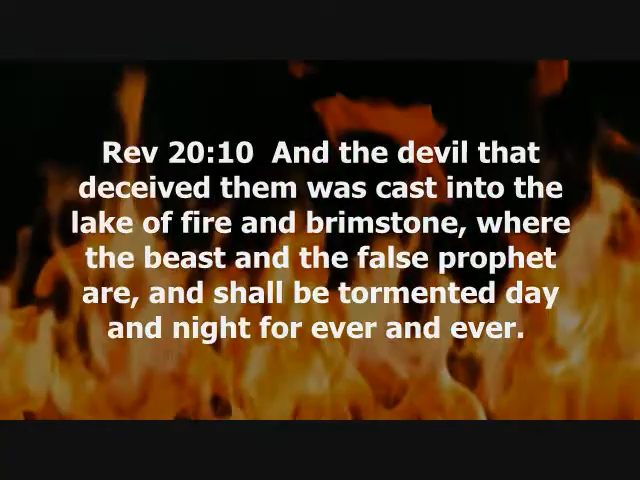 Rev 20:10  And the devil that
deceived them was cast into the
lake of fire and brimstone, where
the beast and the false prophet
are, and shall be tormented day
and night for ever and ever.